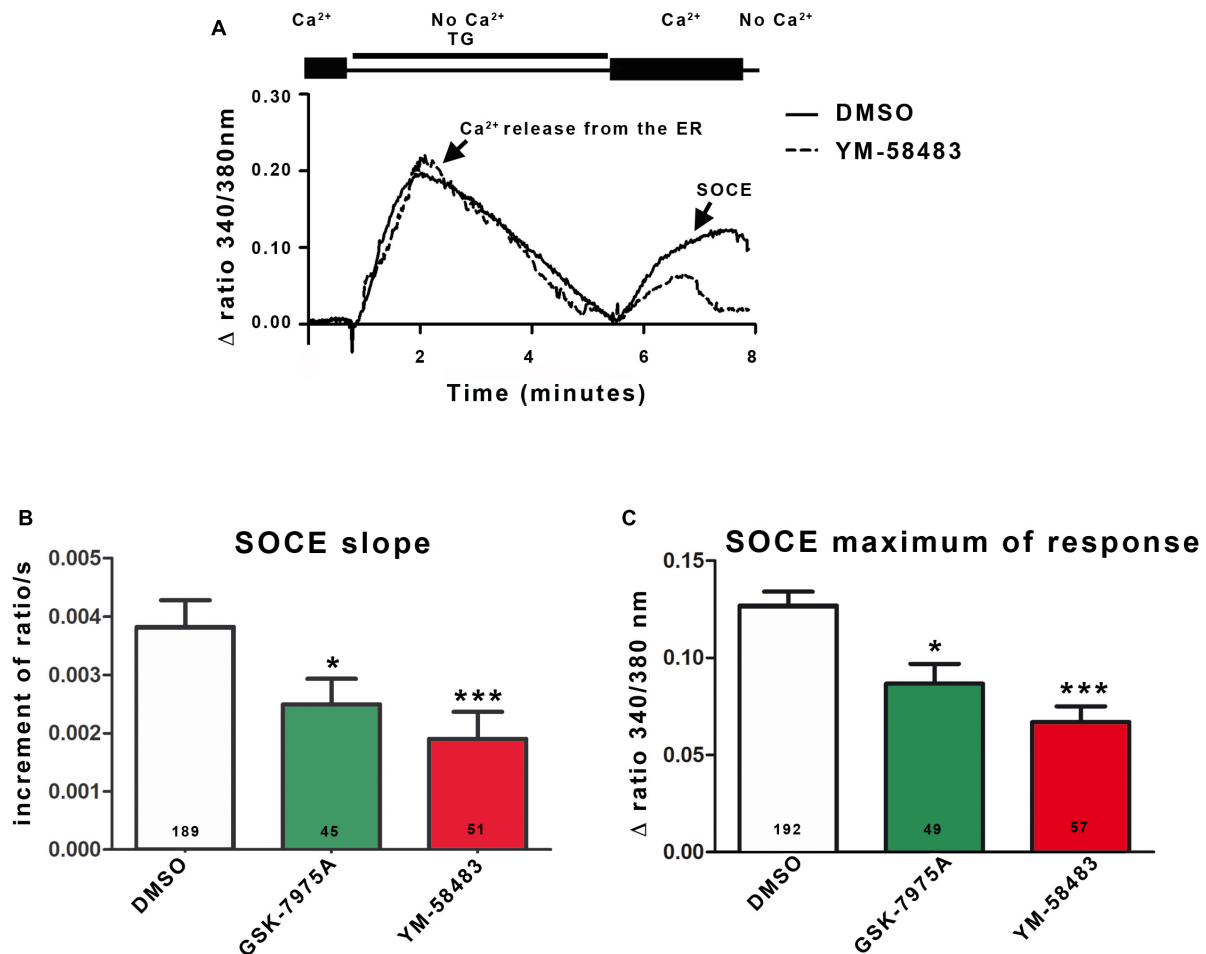 A
Ca²⁺ No Ca²⁺ Ca²⁺ No Ca²⁺
TG
0.30
0.20
0.10
0.00
Δ ratio 340/380nm
Ca²⁺ release from the ER
SOCE
DMSO
YM-58483
2 4 6 8
Time (minutes)
B
SOCE slope
0.005
0.004
0.003
0.002
0.001
0.000
increment of ratio/s
*
***
189 45 51
DMSO GSK-7975A YM-58483
C
SOCE maximum of response
0.15
0.10
0.05
0.00
Δ ratio 340/380 nm
*
***
192 49 57
DMSO GSK-7975A YM-58483